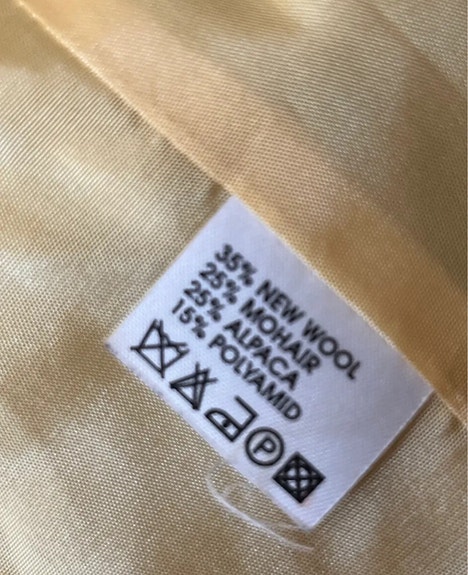 35% NEW WOOL
25% MOHAIR
25% ALPACA
15% POLYAMID
P